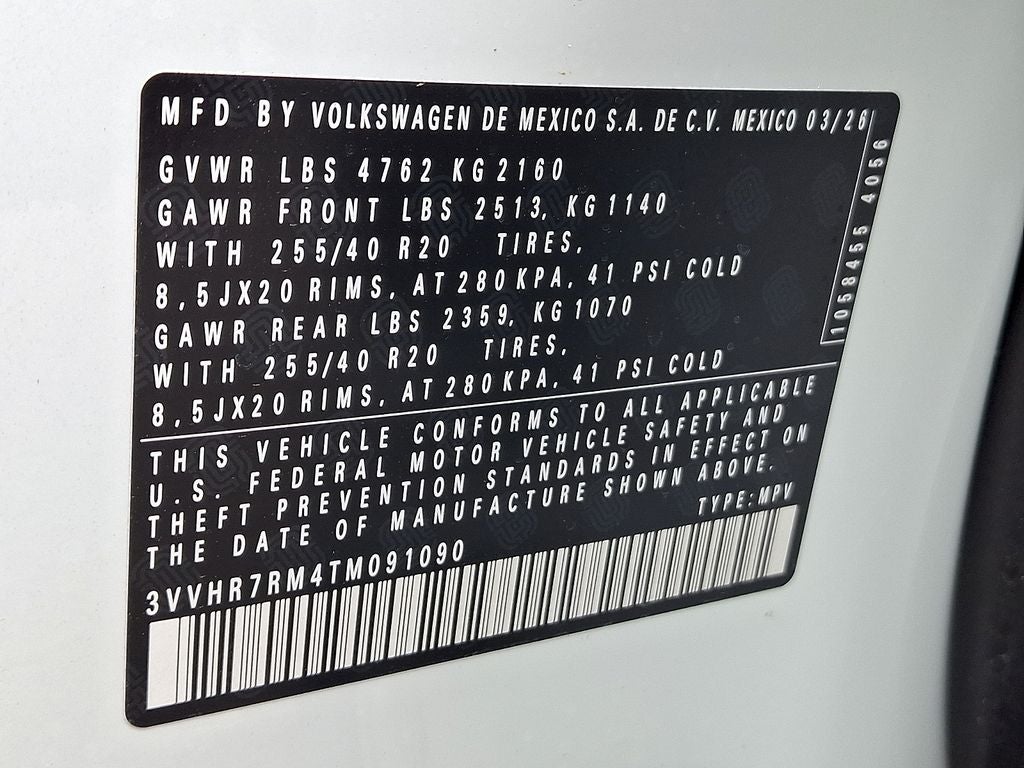 MFD BY VOLKSWAGEN DE MEXICO S.A. DE C.V. MEXICO 03/26
GVWR LBS 4762 KG 2160
GAWR FRONT LBS 2513, KG 1140
WITH 255/40 R20 TIRES,
8,5JX20 RIMS, AT 280 KPA, 41 PSI COLD
GAWR REAR LBS 2359, KG 1070
WITH 255/40 R20 TIRES,
8,5JX20 RIMS, AT 280 KPA, 41 PSI COLD
1058455 4056
THIS VEHICLE CONFORMS TO ALL APPLICABLE
U.S. FEDERAL MOTOR VEHICLE SAFETY AND
THEFT PREVENTION STANDARDS IN EFFECT ON
THE DATE OF MANUFACTURE SHOWN ABOVE.
TYPE: MPV
3VVHR7RM4TM091090